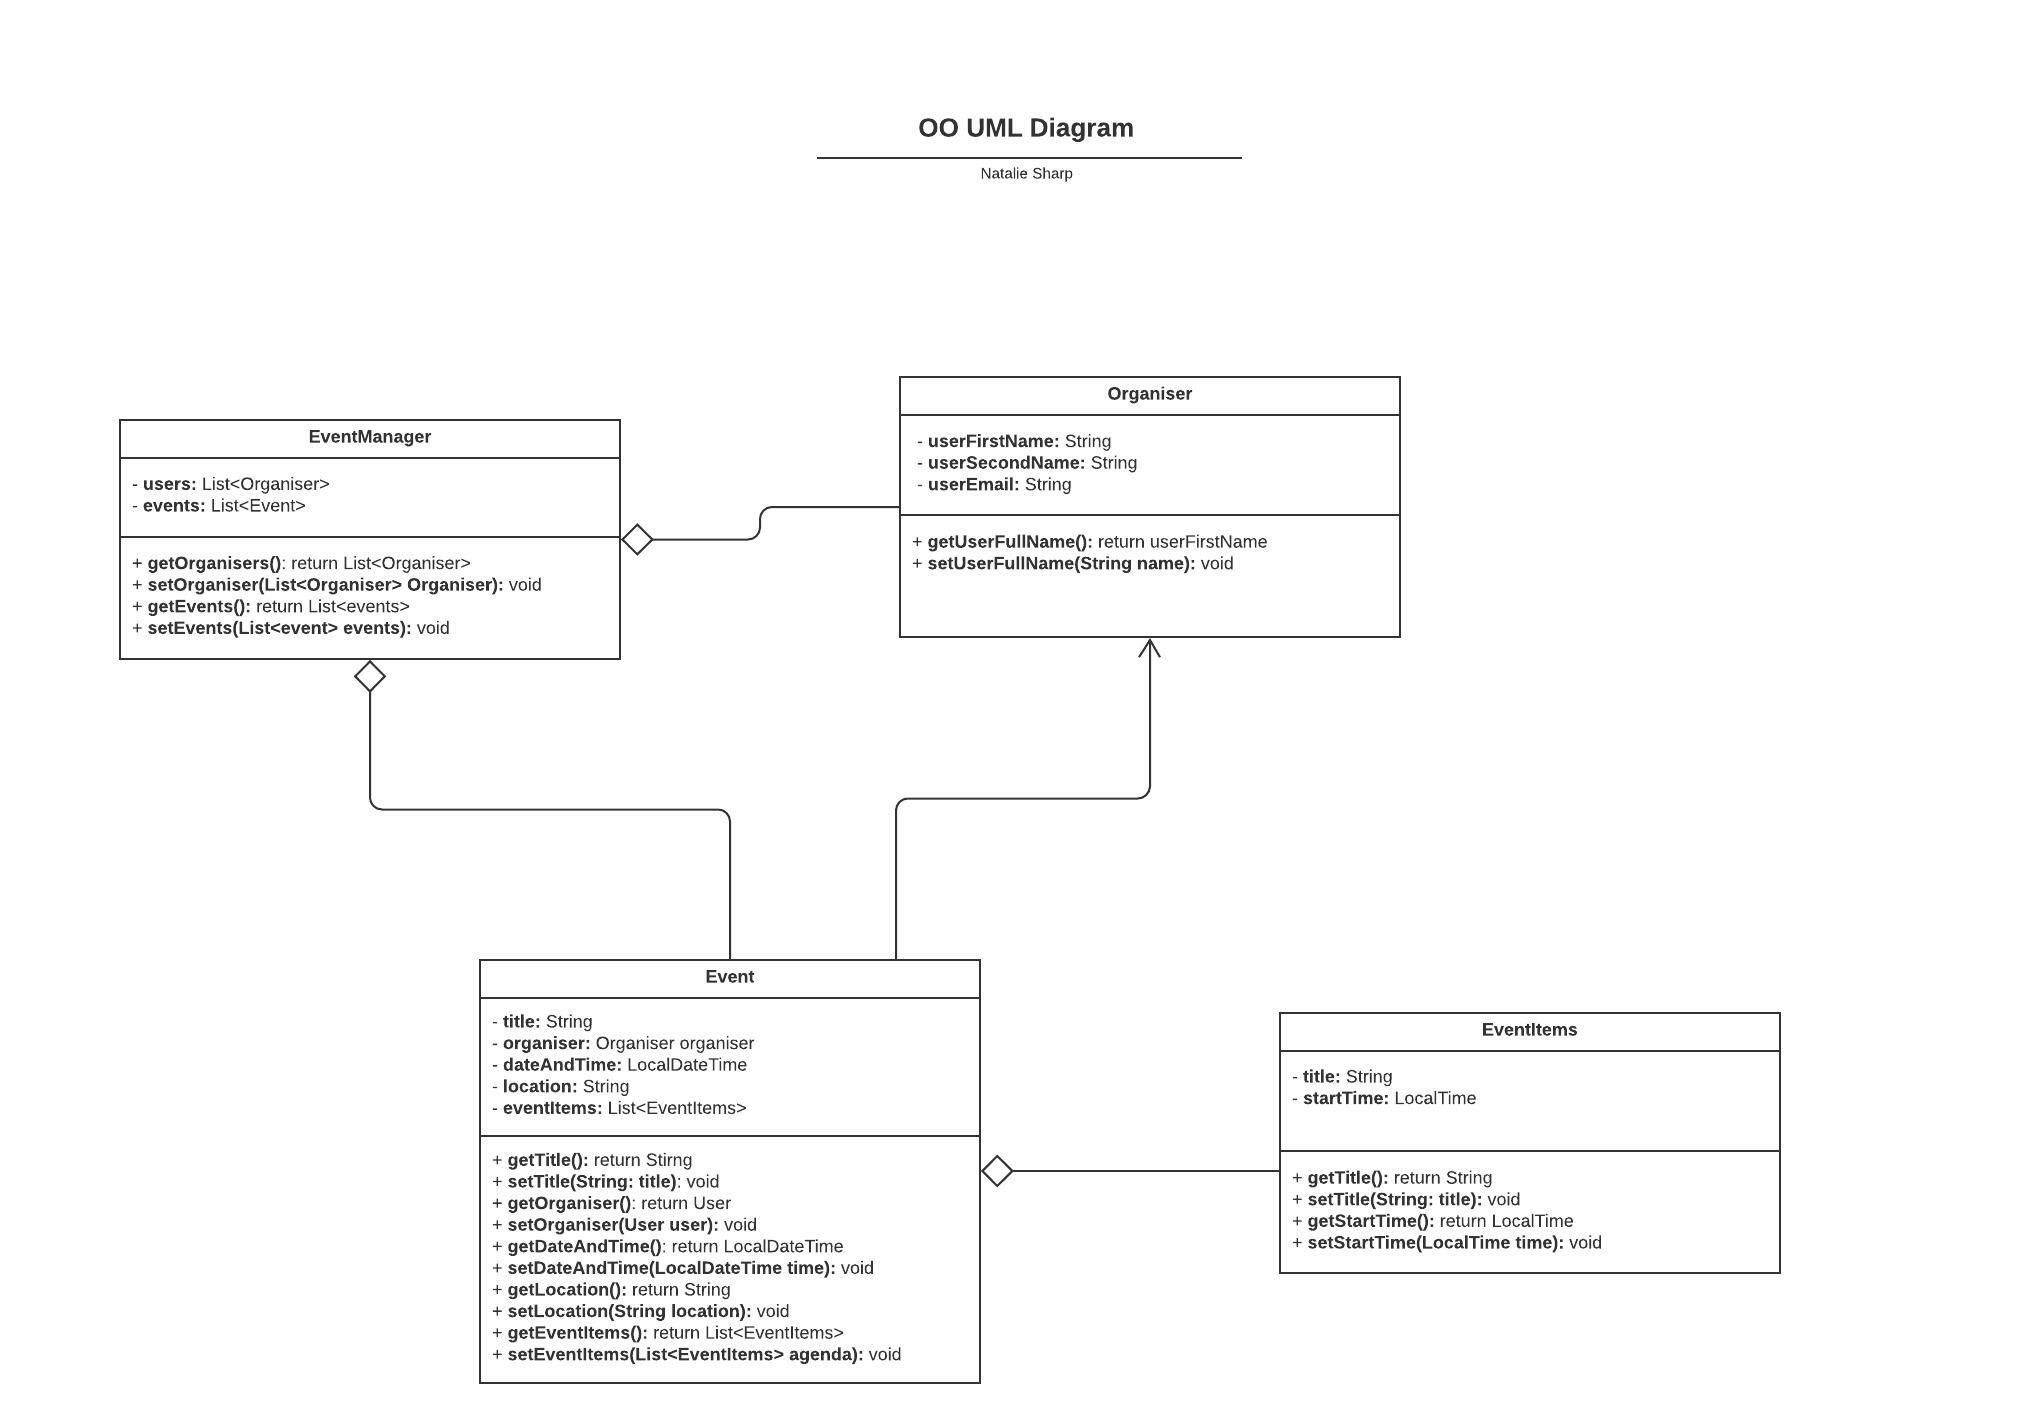 OO UML Diagram
Natalie Sharp
EventManager
- users: List<Organiser>
- events: List<Event>
+ getOrganisers(): return List<Organiser>
+ setOrganiser(List<Organiser> Organiser): void
+ getEvents(): return List<events>
+ setEvents(List<event> events): void
Organiser
- userFirstName: String
- userSecondName: String
- userEmail: String
+ getUserFullName(): return userFirstName
+ setUserFullName(String name): void
Event
- title: String
- organiser: Organiser organiser
- dateAndTime: LocalDateTime
- location: String
- eventItems: List<EventItems>
+ getTitle(): return Stirng
+ setTitle(String: title): void
+ getOrganiser(): return User
+ setOrganiser(User user): void
+ getDateAndTime(): return LocalDateTime
+ setDateAndTime(LocalDateTime time): void
+ getLocation(): return String
+ setLocation(String location): void
+ getEventItems(): return List<EventItems>
+ setEventItems(List<EventItems> agenda): void
EventItems
- title: String
- startTime: LocalTime
+ getTitle(): return String
+ setTitle(String: title): void
+ getStartTime(): return LocalTime
+ setStartTime(LocalTime time): void